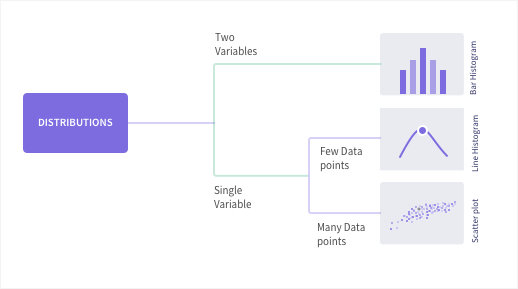 Two
Variables
Bar Histogram
DISTRIBUTIONS
Few Data
points
Line Histogram
Single
Variable
Many Data
points
Scatter plot